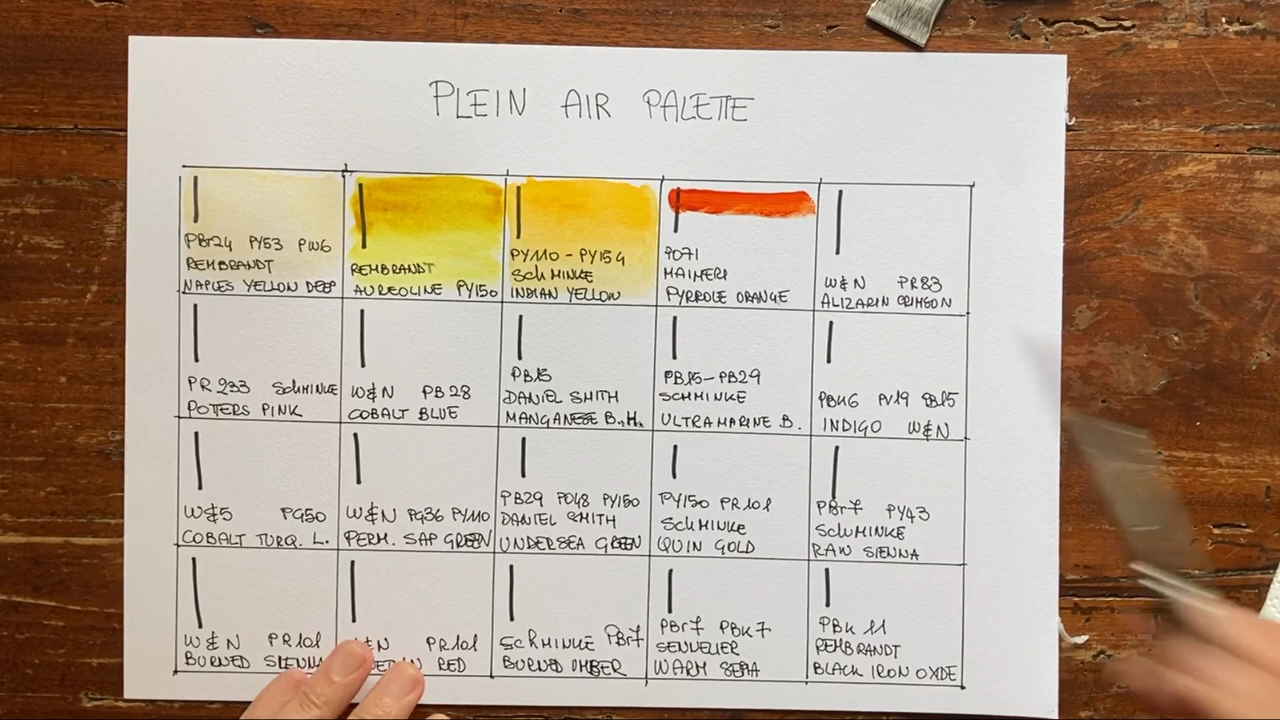 PLEIN AIR PALETTE
PBr24 PY53 PW6
REMBRANDT
NAPLES YELLOW DEEP
REMBRANDT
AUREOLINE PY150
PY110 - PY154
SCHMINKE
INDIAN YELLOW
PO71
MAIMERI
PYRROLE ORANGE
W&N PR83
ALIZARIN CRIMSON
PR233 SCHMINKE
POTTERS PINK
W&N PB28
COBALT BLUE
PB15
DANIEL SMITH
MANGANESE B. H.
PB15-PB29
SCHMINKE
ULTRAMARINE B.
PBK6 PV19 PB15
INDIGO W&N
W&5 PG50
COBALT TURQ. L.
W&N PG36 PY110
PERM. SAP GREEN
PB29 PO48 PY150
DANIEL SMITH
UNDERSEA GREEN
PY150 PR101
SCHMINKE
QUIN GOLD
PBr7 PY43
SCHMINKE
RAW SIENNA
W&N PR101
BURNED SIENNA
PR101
RED
SCHMINKE PBr7
BURNED UMBER
PBr7 PBK7
SENNELIER
WARM SEPIA
PBK 11
REMBRANDT
BLACK IRON OXDE